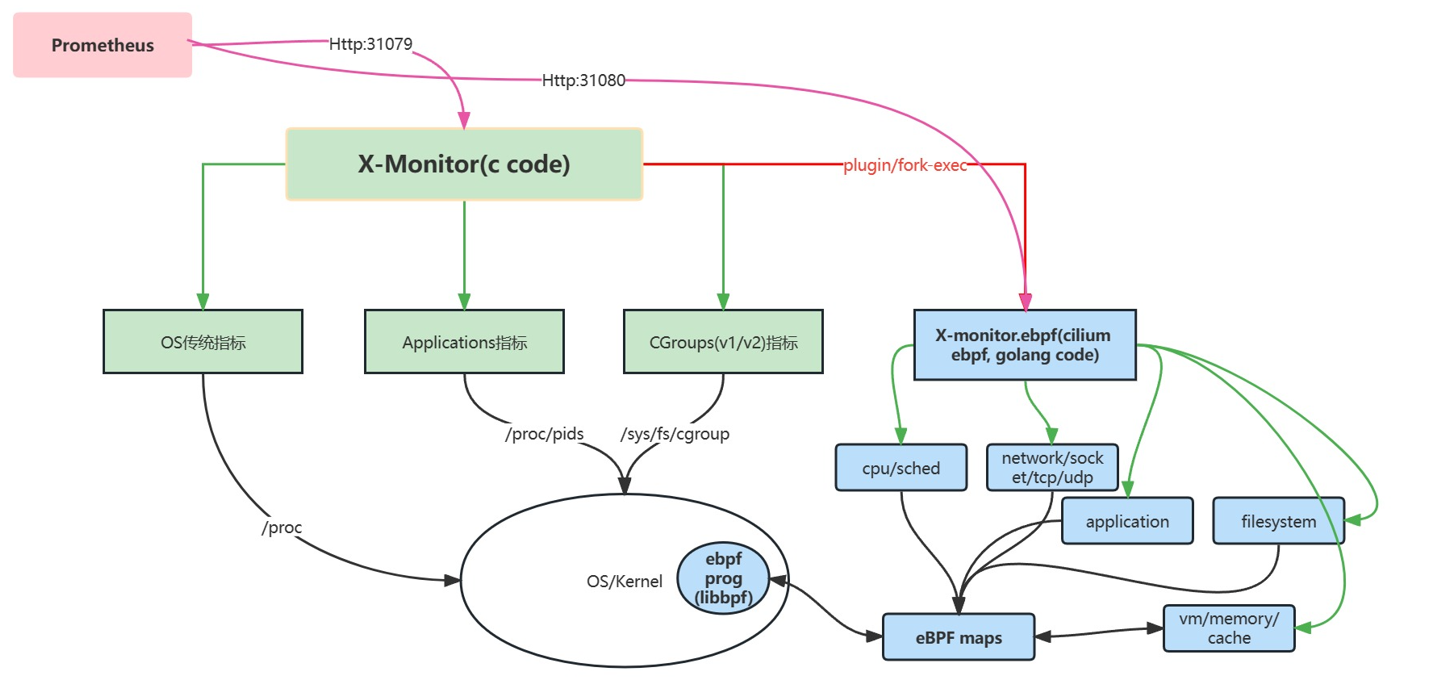 Prometheus
Http:31079
Http:31080
X-Monitor(c code)
plugin/fork-exec
OS传统指标
Applications指标
CGroups(v1/v2)指标
X-monitor.ebpf(cilium
ebpf, golang code)
/proc/pids
/sys/fs/cgroup
cpu/sched
network/sock
et/tcp/udp
application
filesystem
/proc
OS/Kernel
ebpf
prog
(libbpf)
eBPF maps
vm/memory/
cache